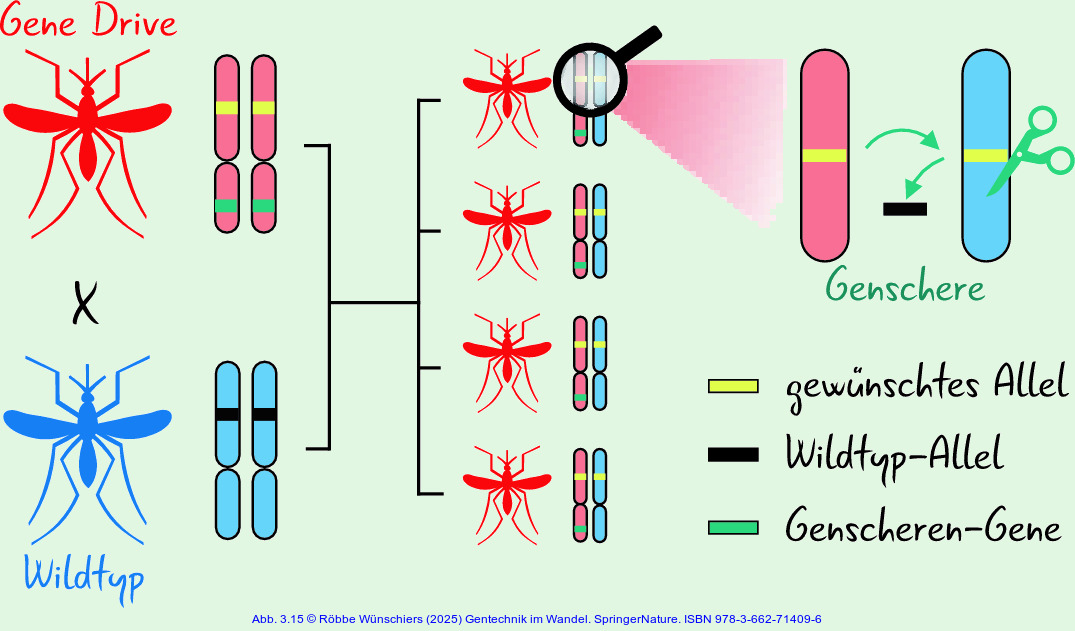 Gene Drive
X
Wildtyp
Genschere
gewünschtes Allel
Wildtyp-Allel
Genscheren-Gene
Abb. 3.15 © Röbbe Wünschiers (2025) Gentechnik im Wandel. SpringerNature. ISBN 978-3-662-71409-6